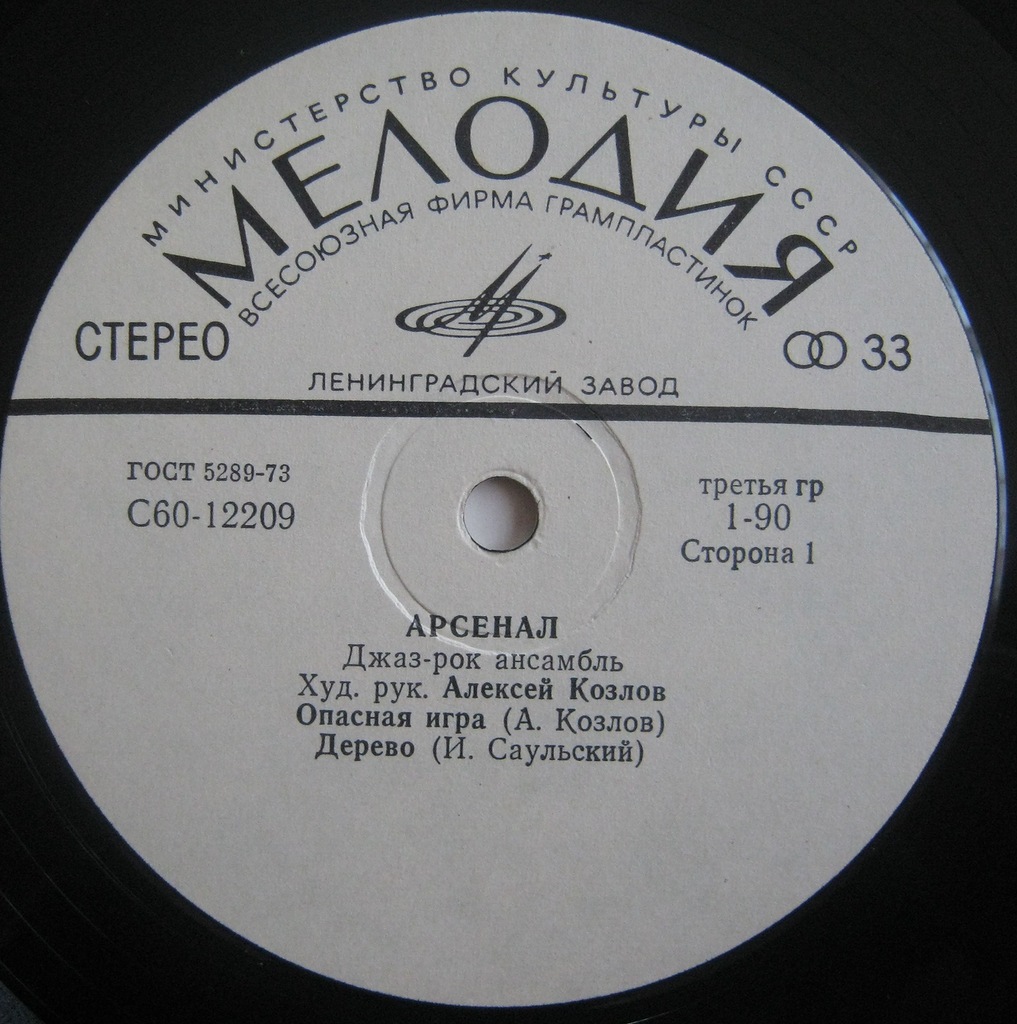 МИНИСТЕРСТВО КУЛЬТУРЫ СССР
МЕЛОДИЯ
ВСЕСОЮЗНАЯ ФИРМА ГРАМПЛАСТИНОК
СТЕРЕО
33
ЛЕНИНГРАДСКИЙ ЗАВОД
ГОСТ 5289-73
С60-12209
третья гр
1-90
Сторона 1
АРСЕНАЛ
Джаз-рок ансамбль
Худ. рук. Алексей Козлов
Опасная игра (А. Козлов)
Дерево (И. Саульский)